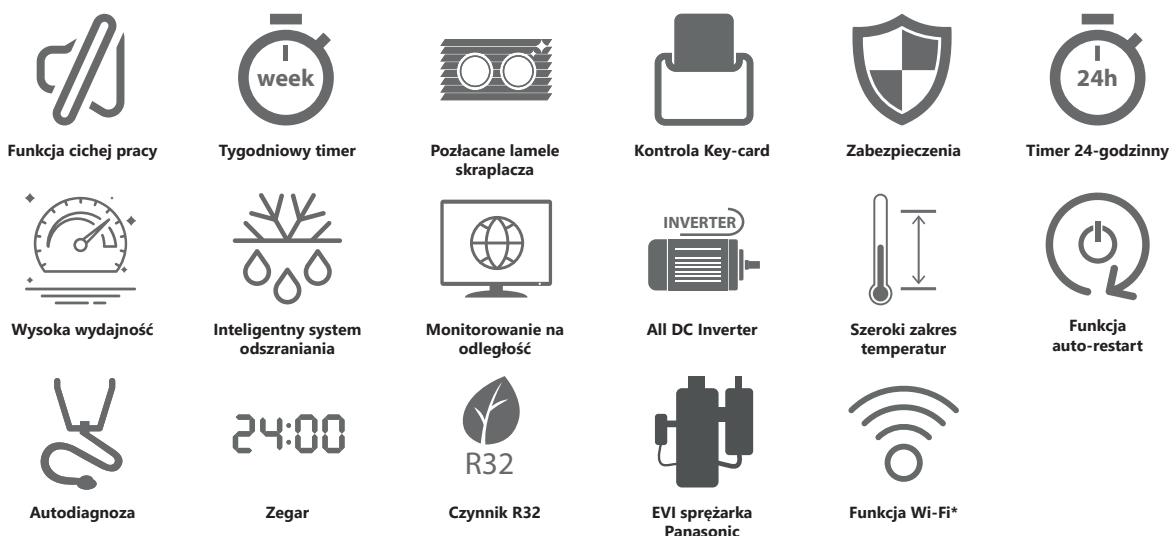 week
24h
Funkcja cichej pracy
Tygodniowy timer
Pozłacane lamele
skraplacza
Kontrola Key-card
Zabezpieczenia
Timer 24-godzinny
INVERTER
Wysoka wydajność
Inteligentny system
odszraniania
Monitorowanie na
odległość
All DC Inverter
Szeroki zakres
temperatur
Funkcja
auto-restart
24:00
R32
Autodiagnoza
Zegar
Czynnik R32
EVI sprężarka
Panasonic
Funkcja Wi-Fi*